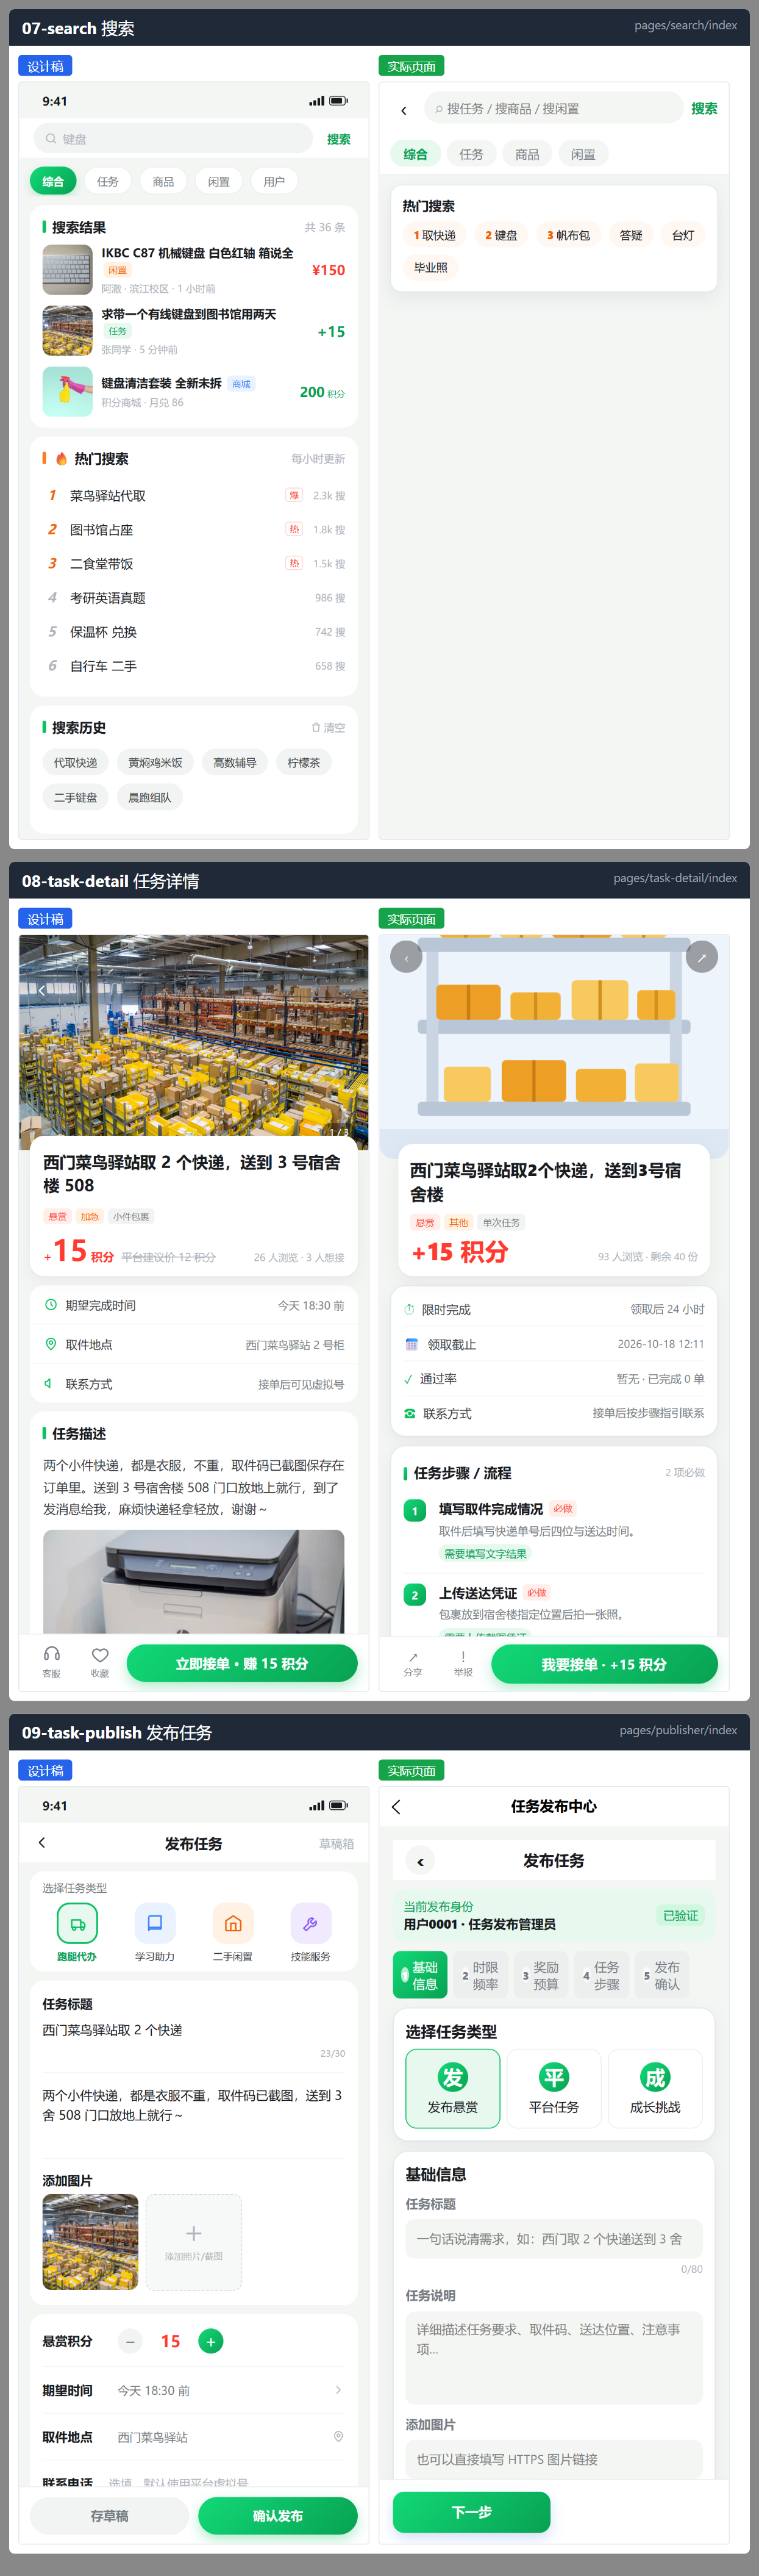 07-search 搜索
pages/search/index
设计稿
9:41
键盘
搜索
综合
任务
商品
闲置
用户
搜索结果
共 36 条
IKBC C87 机械键盘 白色红轴 箱说全
闲置
¥150
阿澈 · 滨江校区 · 1 小时前
求带一个有线键盘到图书馆用两天
任务
+15
张同学 · 5 分钟前
键盘清洁套装 全新未拆 商城
200 积分
积分商城 · 月兑 86
热门搜索
每小时更新
1 菜鸟驿站代取 爆 2.3k 搜
2 图书馆占座 热 1.8k 搜
3 二食堂带饭 热 1.5k 搜
4 考研英语真题 986 搜
5 保温杯 兑换 742 搜
6 自行车 二手 658 搜
搜索历史
清空
代取快递
黄焖鸡米饭
高数辅导
柠檬茶
二手键盘
晨跑组队
实际页面
搜任务 / 搜商品 / 搜闲置
搜索
综合
任务
商品
闲置
热门搜索
1 取快递
2 键盘
3 帆布包
答疑
台灯
毕业照
08-task-detail 任务详情
pages/task-detail/index
设计稿
1 / 3
西门菜鸟驿站取 2 个快递，送到 3 号宿舍
楼 508
悬赏
加急
小件包裹
+15 积分 平台建议价 12 积分
26 人浏览 · 3 人想接
期望完成时间
今天 18:30 前
取件地点
西门菜鸟驿站 2 号柜
联系方式
接单后可见虚拟号
任务描述
两个小件快递，都是衣服，不重，取件码已截图保存在
订单里。送到 3 号宿舍楼 508 门口放地上就行，到了
发消息给我，麻烦快递轻拿轻放，谢谢～
客服
收藏
立即接单 • 赚 15 积分
实际页面
西门菜鸟驿站取2个快递，送到3号宿
舍楼
悬赏
其他
单次任务
+15 积分
93 人浏览 · 剩余 40 份
限时完成
领取后 24 小时
领取截止
2026-10-18 12:11
通过率
暂无 · 已完成 0 单
联系方式
接单后按步骤指引联系
任务步骤 / 流程
2 项必做
1 填写取件完成情况 必做
取件后填写快递单号后四位与送达时间。
需要填写文字结果
2 上传送达凭证 必做
包裹放到宿舍楼指定位置后拍一张照。
需要上传截图凭证
分享
举报
我要接单 · +15 积分
09-task-publish 发布任务
pages/publisher/index
设计稿
9:41
发布任务
草稿箱
选择任务类型
跑腿代办
学习助力
二手闲置
技能服务
任务标题
西门菜鸟驿站取 2 个快递
23/30
两个小件快递，都是衣服不重，取件码已截图，送到 3
舍 508 门口放地上就行～
添加图片
添加照片/截图
悬赏积分
− 15 +
期望时间
今天 18:30 前
取件地点
西门菜鸟驿站
联系电话
选填，默认使用平台虚拟号
存草稿
确认发布
实际页面
任务发布中心
发布任务
当前发布身份
用户0001 · 任务发布管理员
已验证
1 基础信息
2 时限频率
3 奖励预算
4 任务步骤
5 发布确认
选择任务类型
发
平
成
发布悬赏
平台任务
成长挑战
基础信息
任务标题
一句话说清需求，如：西门取 2 个快递送到 3 舍
0/80
任务说明
详细描述任务要求、取件码、送达位置、注意事
项...
添加图片
也可以直接填写 HTTPS 图片链接
下一步